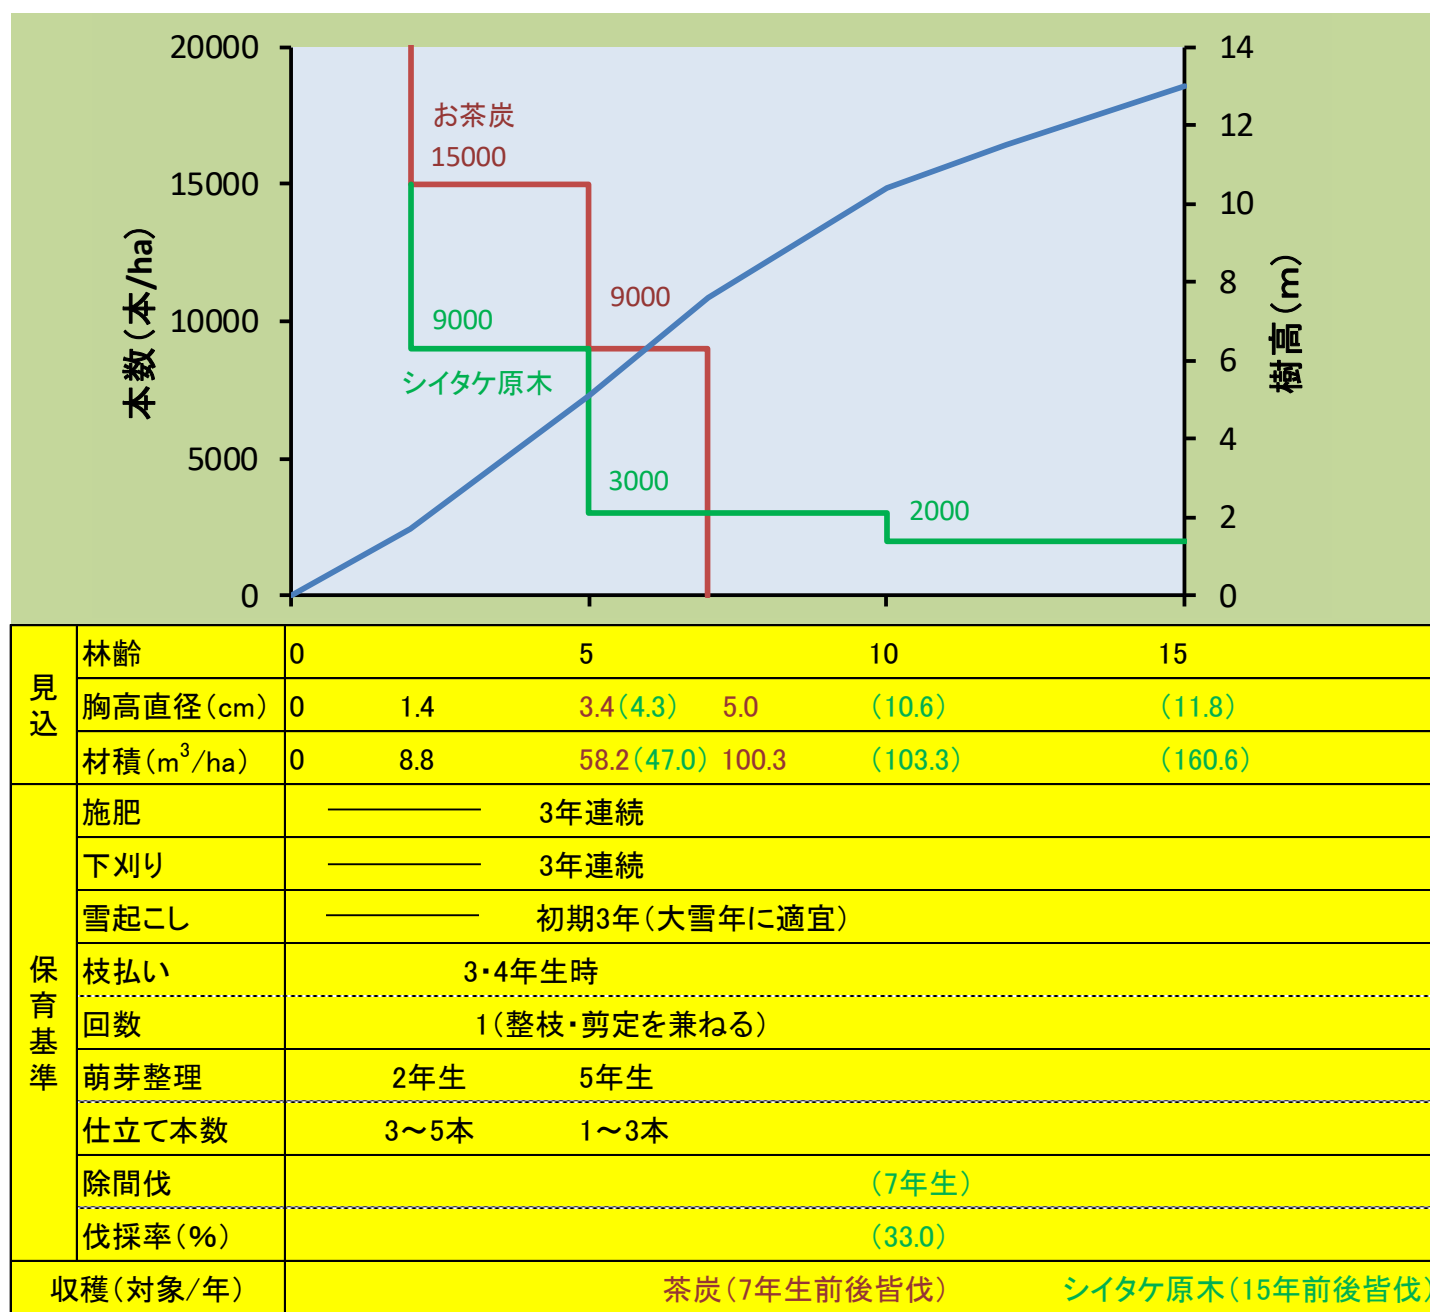 20000
15000
10000
5000
0
本数(本/ha)
お茶炭
15000
9000
9000
シイタケ原木
3000
2000
14
12
10
8
6
4
2
0
樹高(m)
見込
林齢 0 5 10 15
胸高直径(cm) 0 1.4 3.4(4.3) 5.0 (10.6) (11.8)
材積(m³/ha) 0 8.8 58.2(47.0) 100.3 (103.3) (160.6)
保育基準
施肥 3年連続
下刈り 3年連続
雪起こし 初期3年(大雪年に適宜)
枝払い 3・4年生時
回数 1(整枝・剪定を兼ねる)
萌芽整理 2年生 5年生
仕立て本数 3～5本 1～3本
除間伐 (7年生)
伐採率(%) (33.0)
収穫(対象/年) 茶炭(7年生前後皆伐) シイタケ原木(15年前後皆伐)